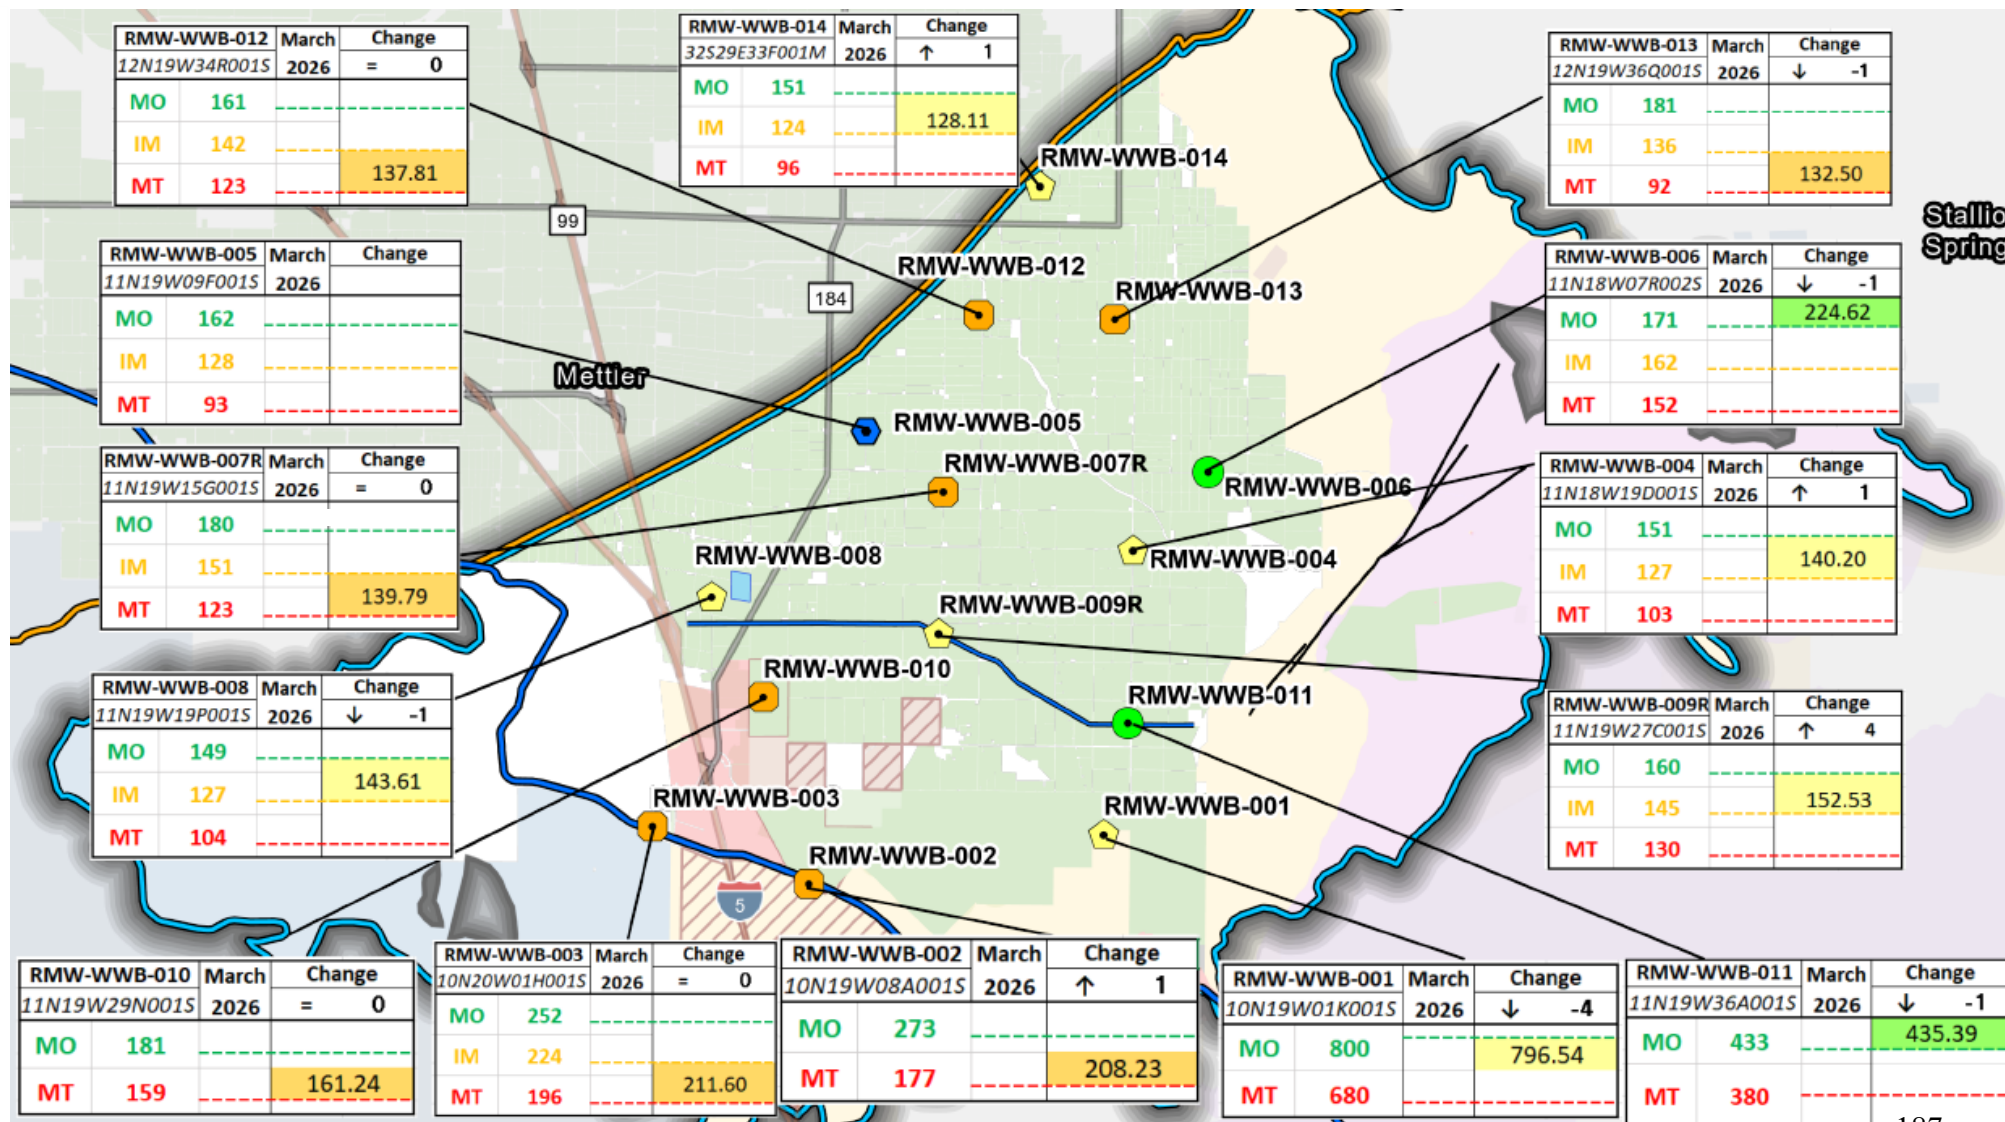 RMW-WWB-012 March Change
12N19W34R001S 2026 = 0
MO 161
IM 142
MT 123 137.81
RMW-WWB-014 March Change
32S29E33F001M 2026 ↑ 1
MO 151
IM 124 128.11
MT 96
RMW-WWB-013 March Change
12N19W36Q001S 2026 ↓ -1
MO 181
IM 136
MT 92 132.50
RMW-WWB-005 March Change
11N19W09F001S 2026
MO 162
IM 128
MT 93
RMW-WWB-006 March Change
11N18W07R002S 2026 ↓ -1
MO 171 224.62
IM 162
MT 152
RMW-WWB-007R March Change
11N19W15G001S 2026 = 0
MO 180
IM 151
MT 123 139.79
RMW-WWB-004 March Change
11N18W19D001S 2026 ↑ 1
MO 151
IM 127 140.20
MT 103
RMW-WWB-008 March Change
11N19W19P001S 2026 ↓ -1
MO 149
IM 127 143.61
MT 104
RMW-WWB-009R March Change
11N19W27C001S 2026 ↑ 4
MO 160
IM 145 152.53
MT 130
RMW-WWB-010 March Change
11N19W29N001S 2026 = 0
MO 181
MT 159 161.24
RMW-WWB-003 March Change
10N20W01H001S 2026 = 0
MO 252
IM 224
MT 196 211.60
RMW-WWB-002 March Change
10N19W08A001S 2026 ↑ 1
MO 273
MT 177 208.23
RMW-WWB-001 March Change
10N19W01K001S 2026 ↓ -4
MO 800 796.54
MT 680
RMW-WWB-011 March Change
11N19W36A001S 2026 ↓ -1
MO 433 435.39
MT 380
RMW-WWB-014
99
RMW-WWB-012
RMW-WWB-013
184
Mettler
RMW-WWB-005
RMW-WWB-007R
RMW-WWB-006
RMW-WWB-008
RMW-WWB-004
RMW-WWB-009R
RMW-WWB-010
RMW-WWB-011
RMW-WWB-003
RMW-WWB-001
RMW-WWB-002
5
Stallio
Spring